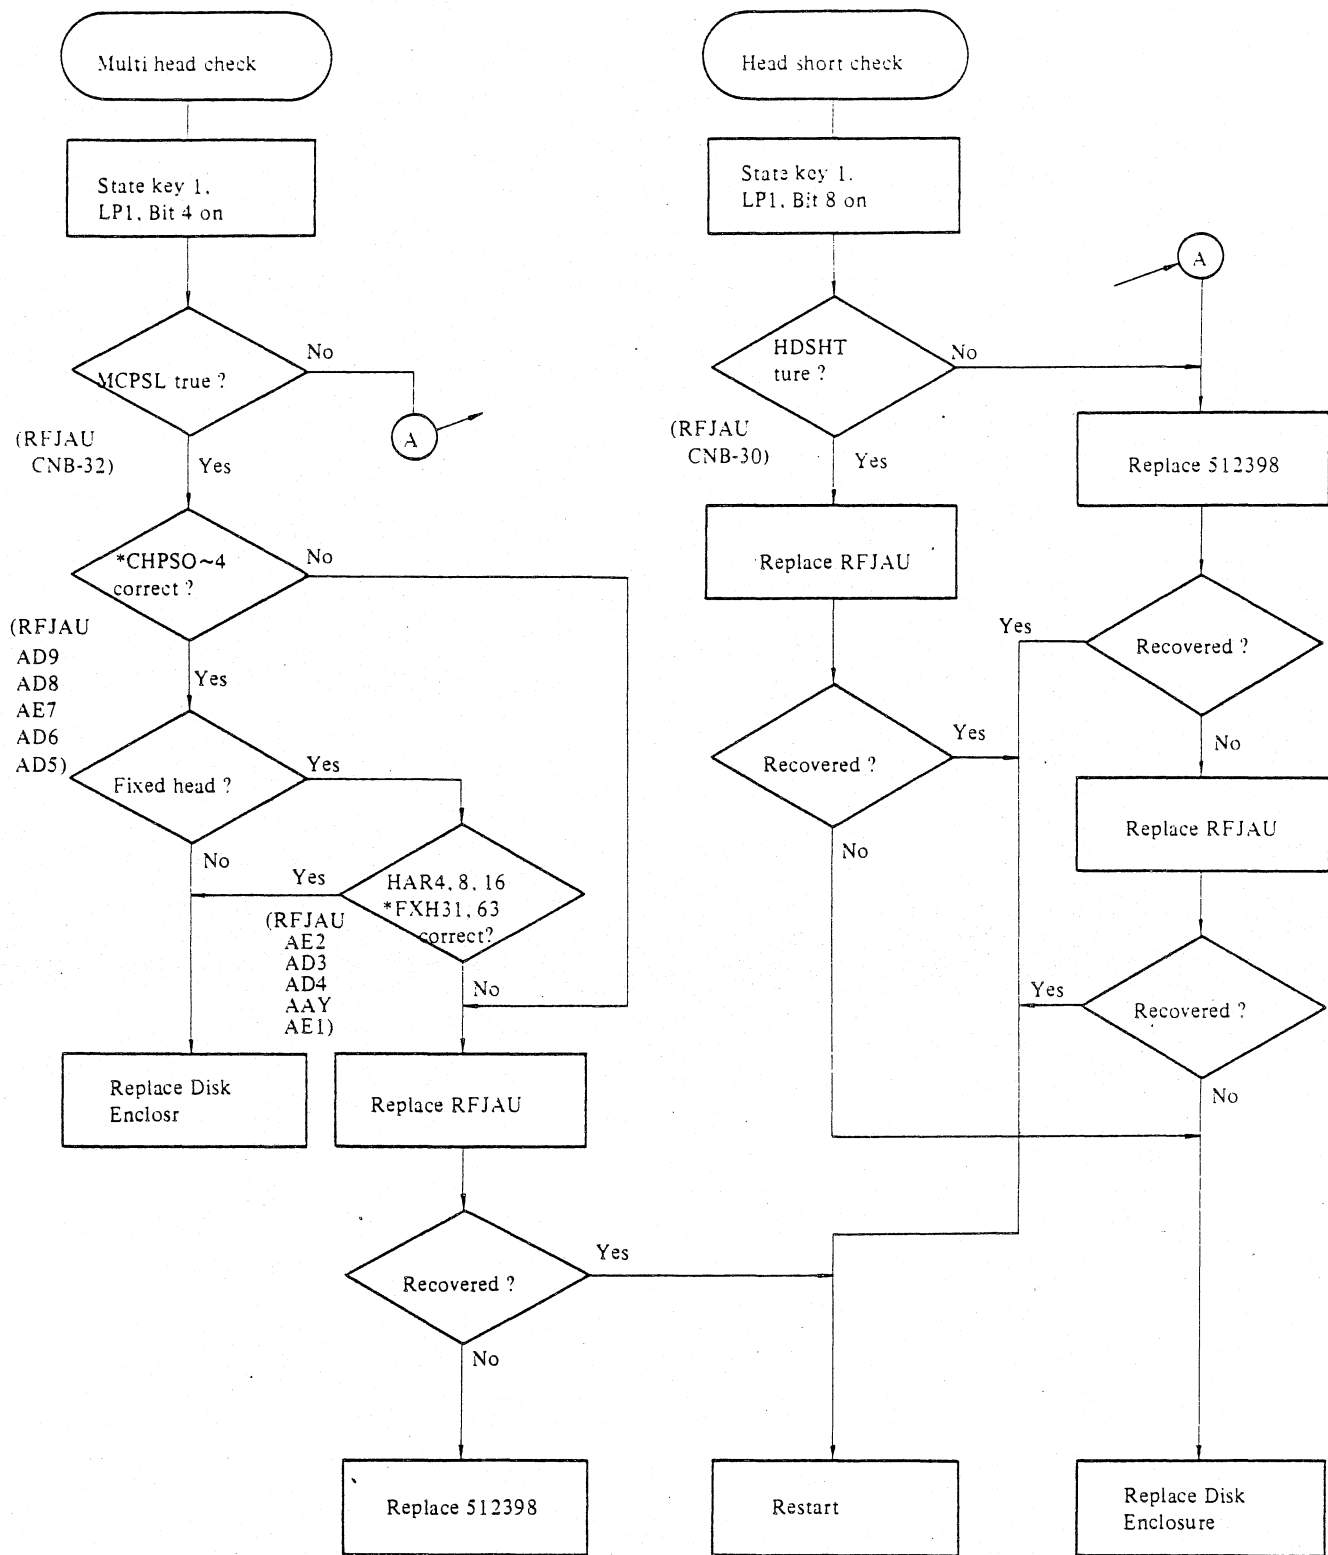 Multi head check
State key 1.
LP1, Bit 4 on
MCPSL true ?
No
A
(RFJAU
CNB-32)
Yes
*CHPSO~4
correct ?
No
(RFJAU
AD9
AD8
AE7
AD6
AD5)
Yes
Fixed head ?
Yes
No
Yes
HAR4, 8, 16
*FXH31, 63
correct?
(RFJAU
AE2
AD3
AD4
AAY
AE1)
No
Replace Disk
Enclosr
Replace RFJAU
Recovered ?
Yes
No
Replace 512398
Head short check
State key 1.
LP1, Bit 8 on
A
HDSHT
ture ?
No
(RFJAU
CNB-30)
Yes
Replace RFJAU
Recovered ?
Yes
No
Replace 512398
Recovered ?
Yes
No
Replace RFJAU
Recovered ?
Yes
No
Restart
Replace Disk
Enclosure